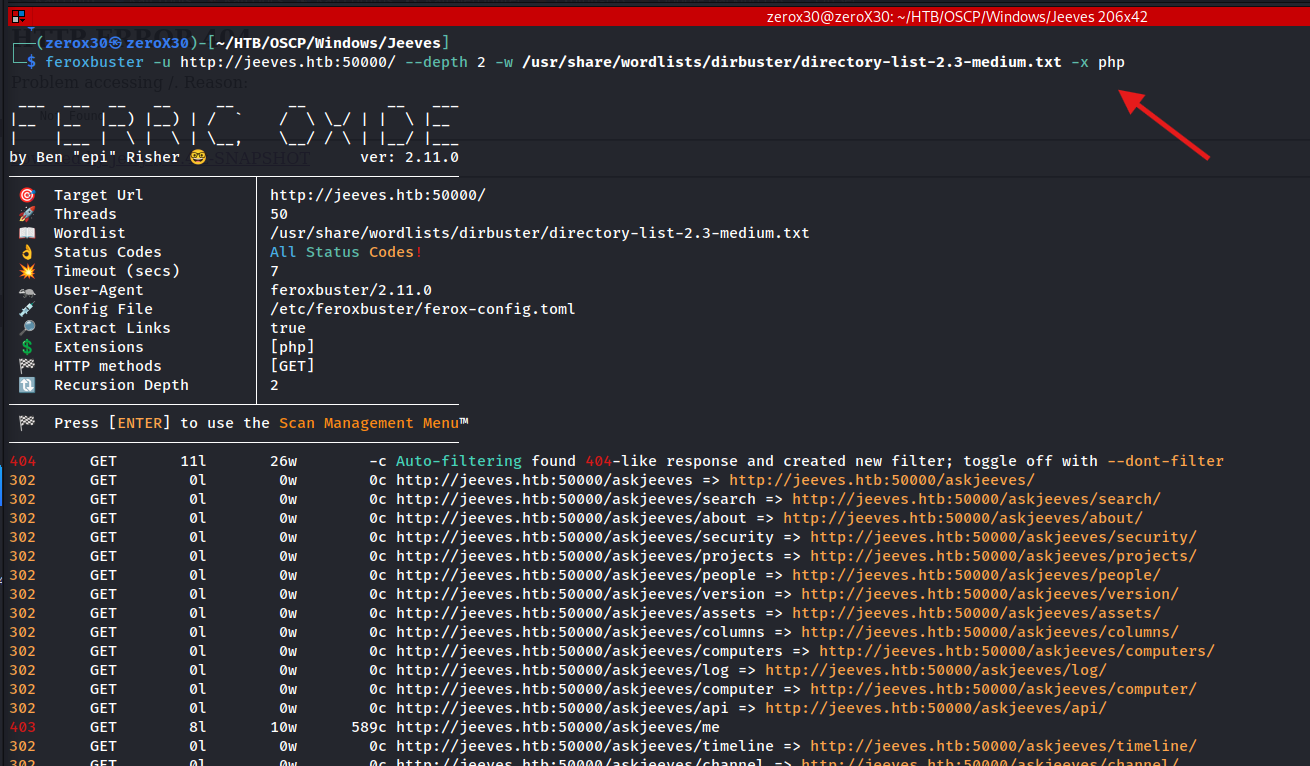 zerox30@zeroX30: ~/HTB/OSCP/Windows/Jeeves 206x42
HTTP ERROR 404
┌──(zerox30㉿zeroX30)-[~/HTB/OSCP/Windows/Jeeves]
└─$ feroxbuster -u http://jeeves.htb:50000/ --depth 2 -w /usr/share/wordlists/dirbuster/directory-list-2.3-medium.txt -x php
Problem accessing /. Reason:
FERRIC OXIDE
Not Found
by Ben "epi" Risher 🤓 ver: 2.11.0
-SNAPSHOT
🎯 Target Url │ http://jeeves.htb:50000/
🚀 Threads │ 50
📖 Wordlist │ /usr/share/wordlists/dirbuster/directory-list-2.3-medium.txt
👌 Status Codes │ All Status Codes!
💥 Timeout (secs) │ 7
🦡 User-Agent │ feroxbuster/2.11.0
💉 Config File │ /etc/feroxbuster/ferox-config.toml
🔎 Extract Links │ true
💲 Extensions │ [php]
🏁 HTTP methods │ [GET]
🔃 Recursion Depth │ 2
🏁 Press [ENTER] to use the Scan Management Menu™
404 GET 11l 26w -c Auto-filtering found 404-like response and created new filter; toggle off with --dont-filter
302 GET 0l 0w 0c http://jeeves.htb:50000/askjeeves => http://jeeves.htb:50000/askjeeves/
302 GET 0l 0w 0c http://jeeves.htb:50000/askjeeves/search => http://jeeves.htb:50000/askjeeves/search/
302 GET 0l 0w 0c http://jeeves.htb:50000/askjeeves/about => http://jeeves.htb:50000/askjeeves/about/
302 GET 0l 0w 0c http://jeeves.htb:50000/askjeeves/security => http://jeeves.htb:50000/askjeeves/security/
302 GET 0l 0w 0c http://jeeves.htb:50000/askjeeves/projects => http://jeeves.htb:50000/askjeeves/projects/
302 GET 0l 0w 0c http://jeeves.htb:50000/askjeeves/people => http://jeeves.htb:50000/askjeeves/people/
302 GET 0l 0w 0c http://jeeves.htb:50000/askjeeves/version => http://jeeves.htb:50000/askjeeves/version/
302 GET 0l 0w 0c http://jeeves.htb:50000/askjeeves/assets => http://jeeves.htb:50000/askjeeves/assets/
302 GET 0l 0w 0c http://jeeves.htb:50000/askjeeves/columns => http://jeeves.htb:50000/askjeeves/columns/
302 GET 0l 0w 0c http://jeeves.htb:50000/askjeeves/computers => http://jeeves.htb:50000/askjeeves/computers/
302 GET 0l 0w 0c http://jeeves.htb:50000/askjeeves/log => http://jeeves.htb:50000/askjeeves/log/
302 GET 0l 0w 0c http://jeeves.htb:50000/askjeeves/computer => http://jeeves.htb:50000/askjeeves/computer/
302 GET 0l 0w 0c http://jeeves.htb:50000/askjeeves/api => http://jeeves.htb:50000/askjeeves/api/
403 GET 8l 10w 589c http://jeeves.htb:50000/askjeeves/me
302 GET 0l 0w 0c http://jeeves.htb:50000/askjeeves/timeline => http://jeeves.htb:50000/askjeeves/timeline/
302 GET 0l 0w 0c http://jeeves.htb:50000/askjeeves/channel => http://jeeves.htb:50000/askjeeves/channel/